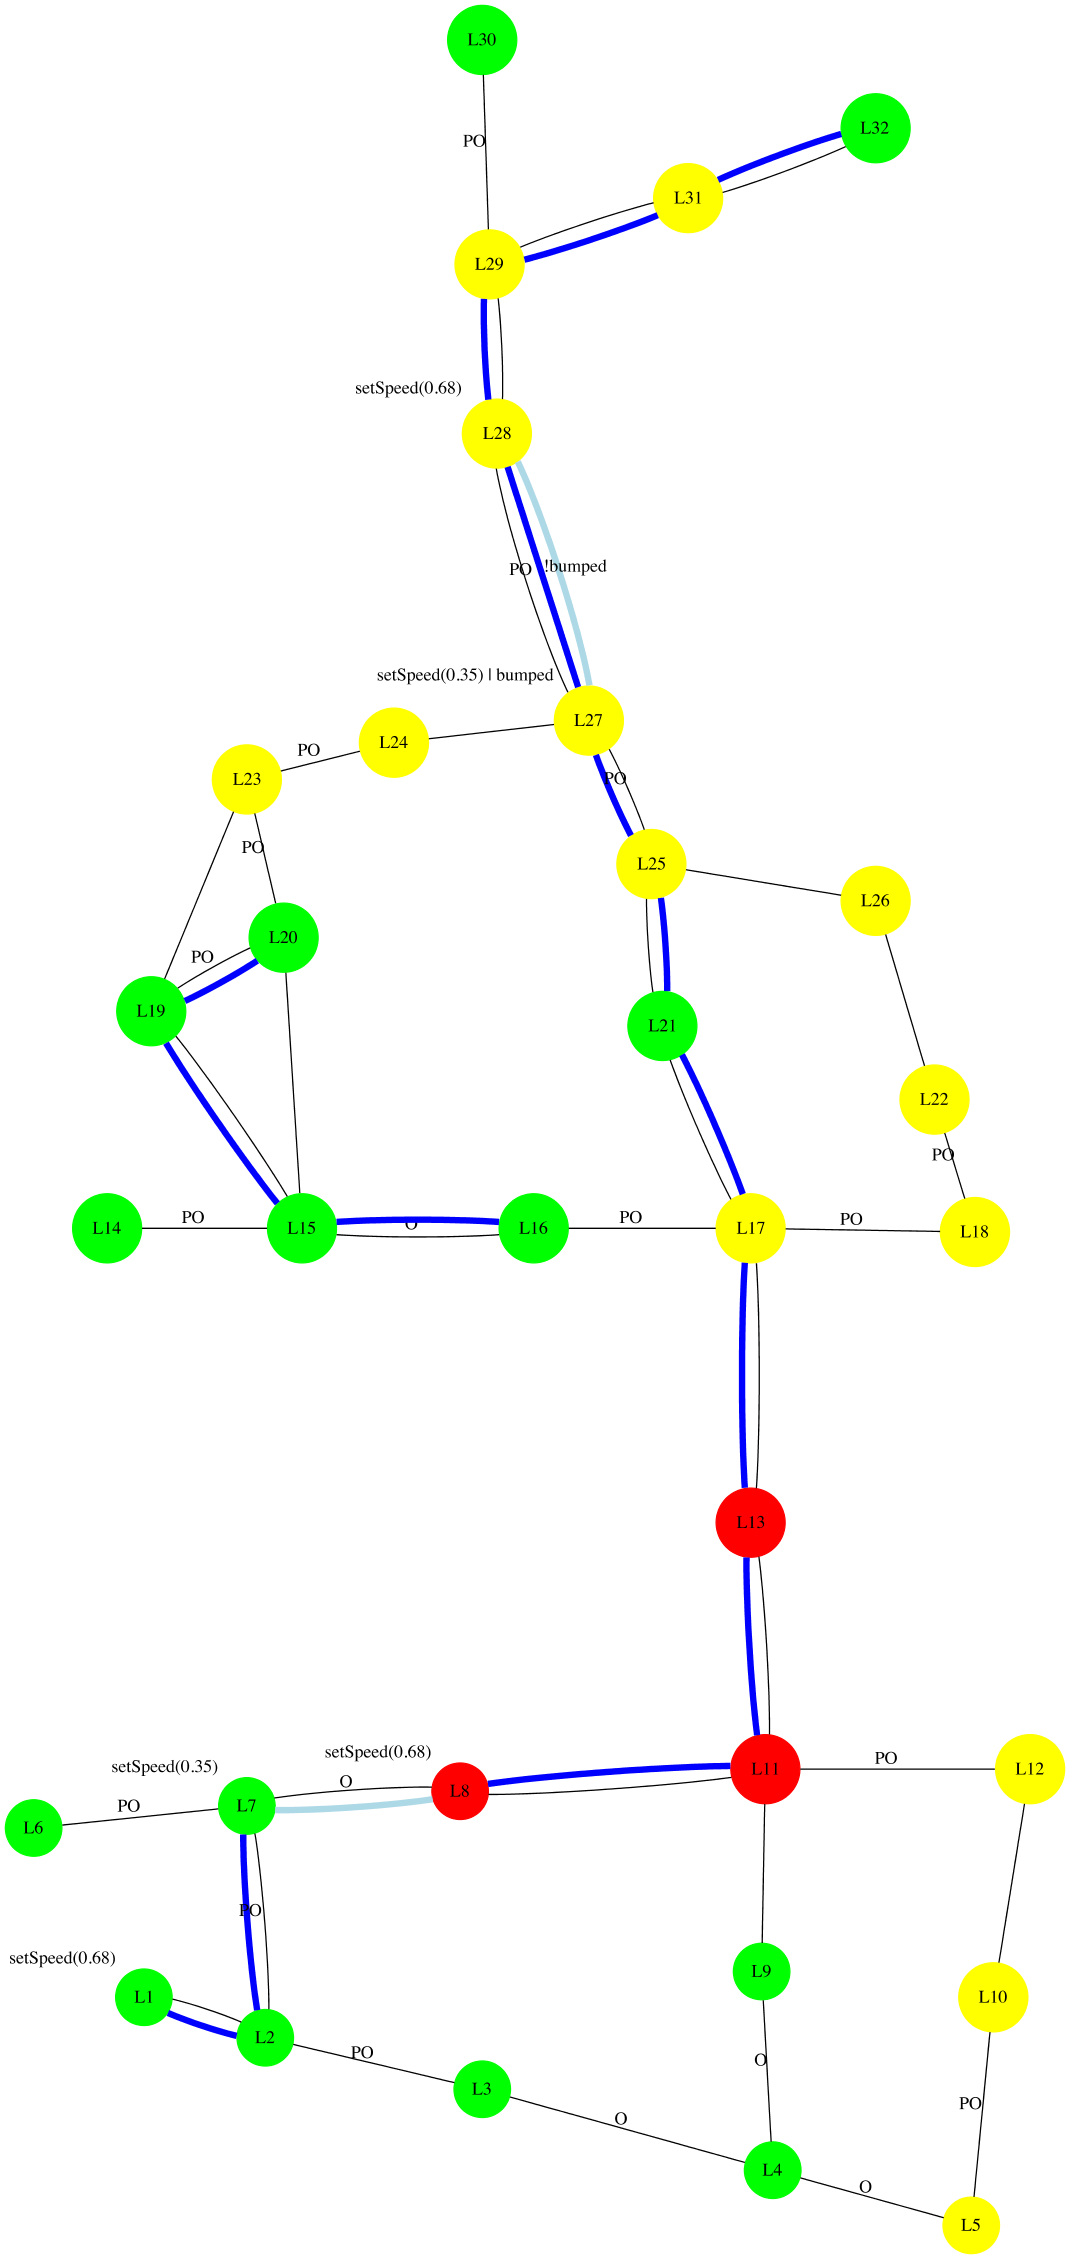 L30
L32
PO
L31
L29
setSpeed(0.68)
L28
PO
!bumped
setSpeed(0.35) | bumped
L27
L24
PO
L23
PO
PO
L25
L26
L20
PO
L19
L21
L22
PO
L14
PO
L15
O
L16
PO
L17
PO
L18
L13
setSpeed(0.68)
setSpeed(0.35)
PO
L11
L12
O
L8
PO
L7
L6
PO
setSpeed(0.68)
L9
L1
L10
L2
PO
O
L3
PO
O
L4
O
L5